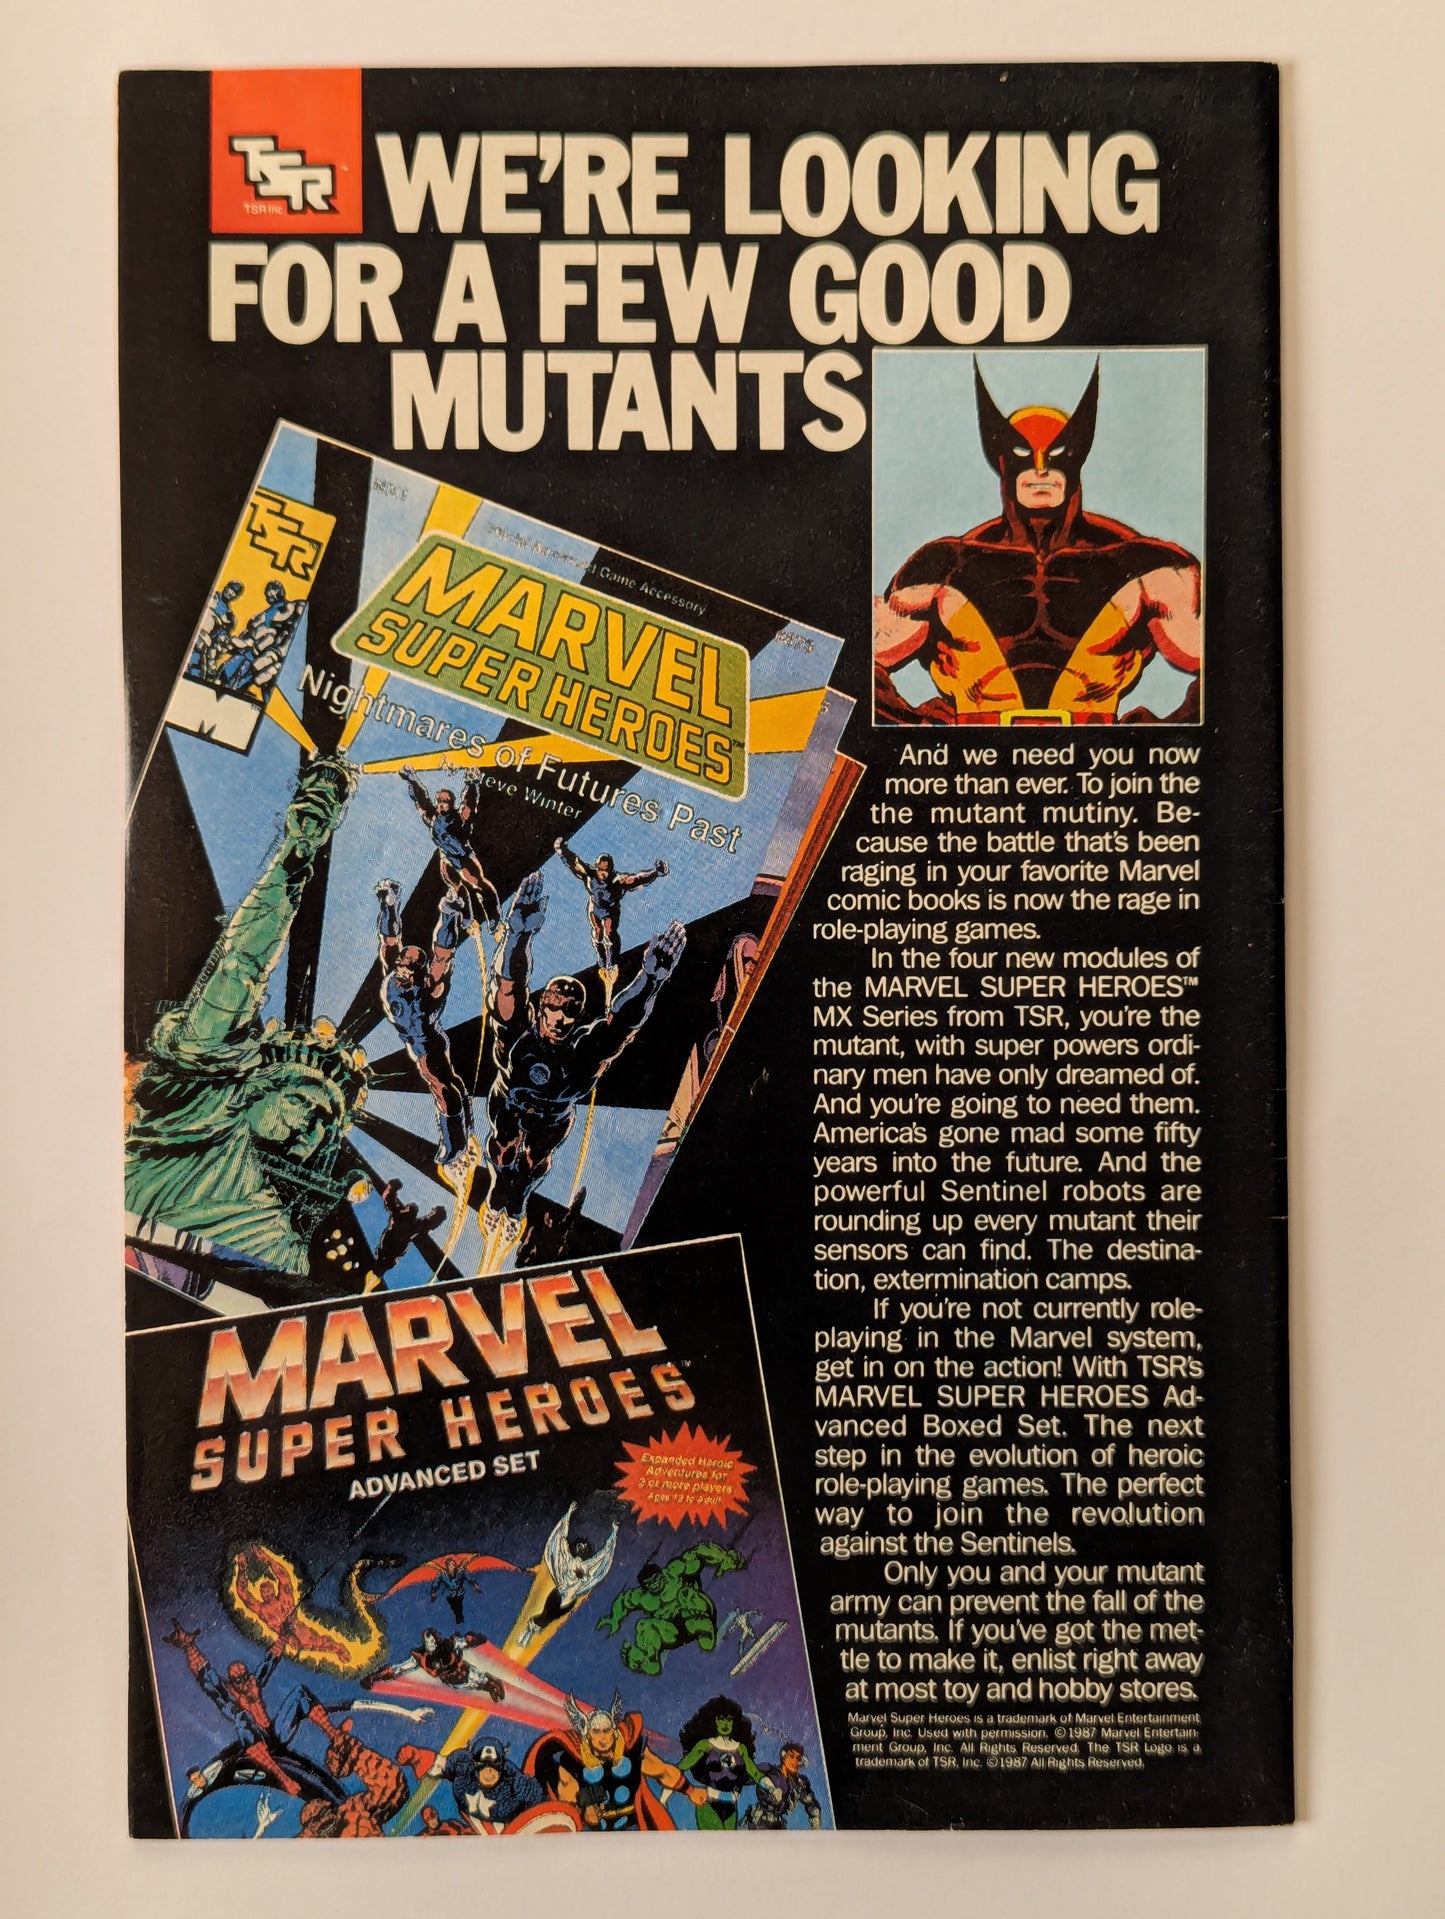 TSR
TSR Inc
WE'RE LOOKING
FOR A FEW GOOD
MUTANTS
TSR
Game Accessory
MARVEL
SUPER HEROES™
Nightmares of Futures Past
by Steve Winter
M
And we need you now
more than ever. To join the
the mutant mutiny. Be-
cause the battle that's been
raging in your favorite Marvel
comic books is now the rage in
role-playing games.
In the four new modules of
the MARVEL SUPER HEROES™
MX Series from TSR, you're the
mutant, with super powers ordi-
nary men have only dreamed of.
And you're going to need them.
America's gone mad some fifty
years into the future. And the
powerful Sentinel robots are
rounding up every mutant their
sensors can find. The destina-
tion, extermination camps.
If you're not currently role-
playing in the Marvel system,
get in on the action! With TSR's
MARVEL SUPER HEROES Ad-
vanced Boxed Set. The next
step in the evolution of heroic
role-playing games. The perfect
way to join the revolution
against the Sentinels.
Only you and your mutant
army can prevent the fall of the
mutants. If you've got the met-
tle to make it, enlist right away
at most toy and hobby stores.
Marvel Super Heroes is a trademark of Marvel Entertainment
Group, Inc. Used with permission. ©1987 Marvel Entertain-
ment Group, Inc. All Rights Reserved. The TSR Logo is a
trademark of TSR, Inc. ©1987 All Rights Reserved.
MARVEL
SUPER HEROES™
ADVANCED SET
Expanded Heroic
Adventures for
2 or more players
Ages 12 to Adult